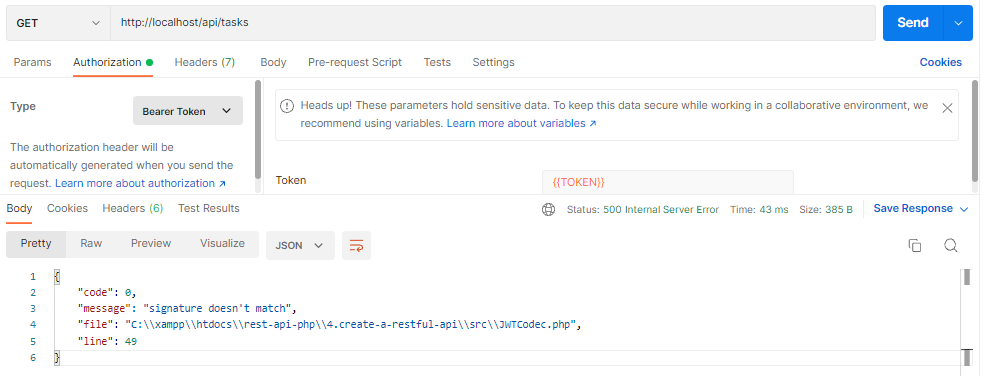 GET http://localhost/api/tasks Send
Params Authorization Headers (7) Body Pre-request Script Tests Settings Cookies
Type Bearer Token
The authorization header will be
automatically generated when you send the
request. Learn more about authorization ↗
Heads up! These parameters hold sensitive data. To keep this data secure while working in a collaborative environment, we
recommend using variables. Learn more about variables ↗
Token {{TOKEN}}
Body Cookies Headers (6) Test Results Status: 500 Internal Server Error Time: 43 ms Size: 385 B Save Response
Pretty Raw Preview Visualize JSON
1 {
2 "code": 0,
3 "message": "signature doesn't match",
4 "file": "C:\\xampp\\htdocs\\rest-api-php\\4.create-a-restful-api\\src\\JWTCodec.php",
5 "line": 49
6 }